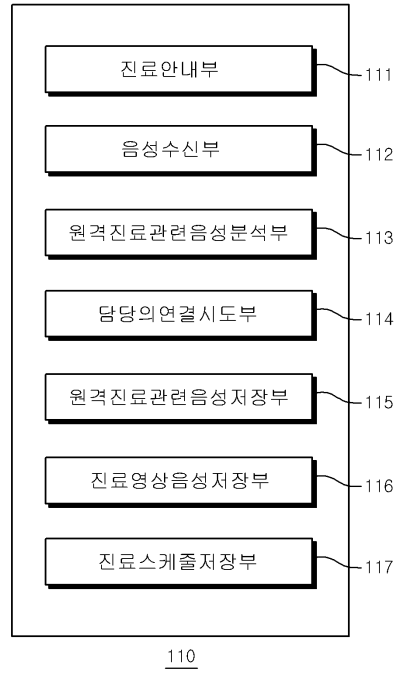 진료안내부 111
음성수신부 112
원격진료관련음성분석부 113
담당의연결시도부 114
원격진료관련음성저장부 115
진료영상음성저장부 116
진료스케줄저장부 117
110